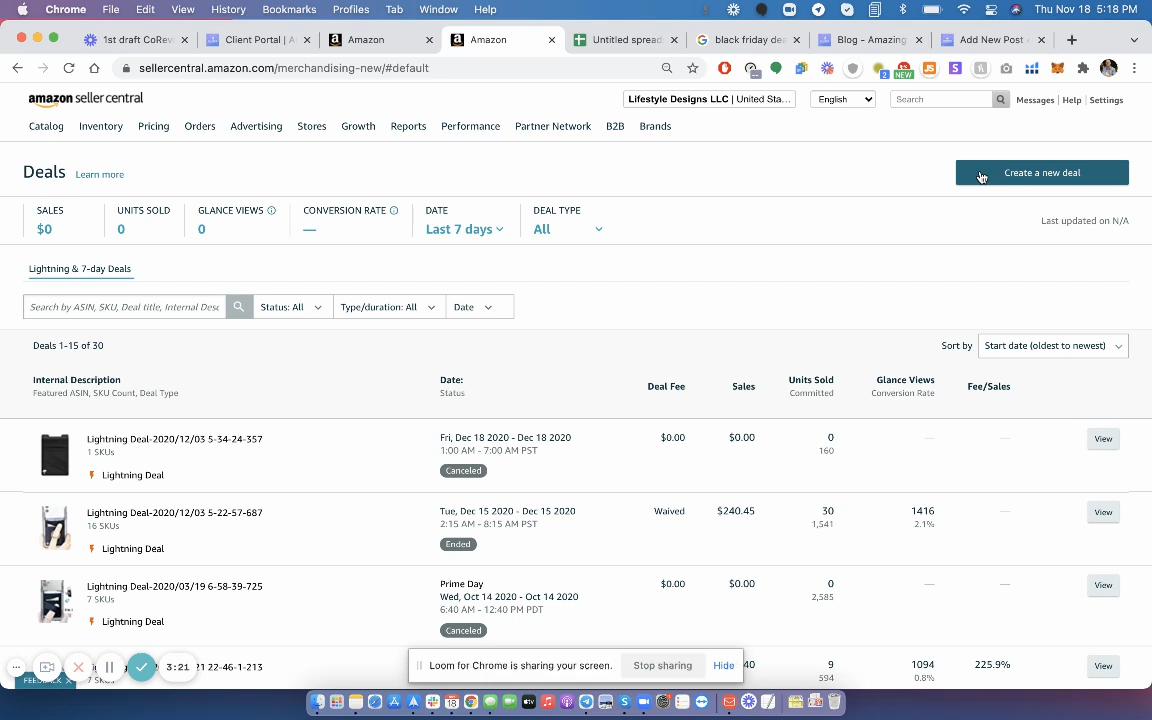 Chrome File Edit View History Bookmarks Profiles Tab Window Help Thu Nov 18 5:18 PM
1st draft CoRev Client Portal | A Amazon Amazon Untitled spread black friday de Blog – Amazing Add New Post
sellercentral.amazon.com/merchandising-new/#default
NEW
amazon seller central Lifestyle Designs LLC | United Sta... English Search Messages | Help | Settings
Catalog Inventory Pricing Orders Advertising Stores Growth Reports Performance Partner Network B2B Brands
Deals Learn more Create a new deal
SALES UNITS SOLD GLANCE VIEWS CONVERSION RATE DATE DEAL TYPE
$0 0 0 — Last 7 days All
Last updated on N/A
Lightning & 7-day Deals
Search by ASIN, SKU, Deal title, Internal Desc Status: All Type/duration: All Date
Deals 1-15 of 30 Sort by Start date (oldest to newest)
Internal Description Date: Deal Fee Sales Units Sold Glance Views Fee/Sales
Featured ASIN, SKU Count, Deal Type Status Committed Conversion Rate
Lightning Deal-2020/12/03 5-34-24-357 Fri, Dec 18 2020 - Dec 18 2020 $0.00 $0.00 0 — — View
1 SKUs 1:00 AM - 7:00 AM PST 160
Lightning Deal Canceled
Lightning Deal-2020/12/03 5-22-57-687 Tue, Dec 15 2020 - Dec 15 2020 Waived $240.45 30 1416 — View
16 SKUs 2:15 AM - 8:15 AM PST 1,541 2.1%
Lightning Deal Ended
Lightning Deal-2020/03/19 6-58-39-725 Prime Day $0.00 $0.00 0 — — View
7 SKUs Wed, Oct 14 2020 - Oct 14 2020 2,585
6:40 AM - 12:40 PM PDT
Lightning Deal Canceled
21 22-46-1-213 40 9 1094 225.9% View
7 SKUs 594 0.8%
3:21
FEEDBACK
Loom for Chrome is sharing your screen. Stop sharing Hide